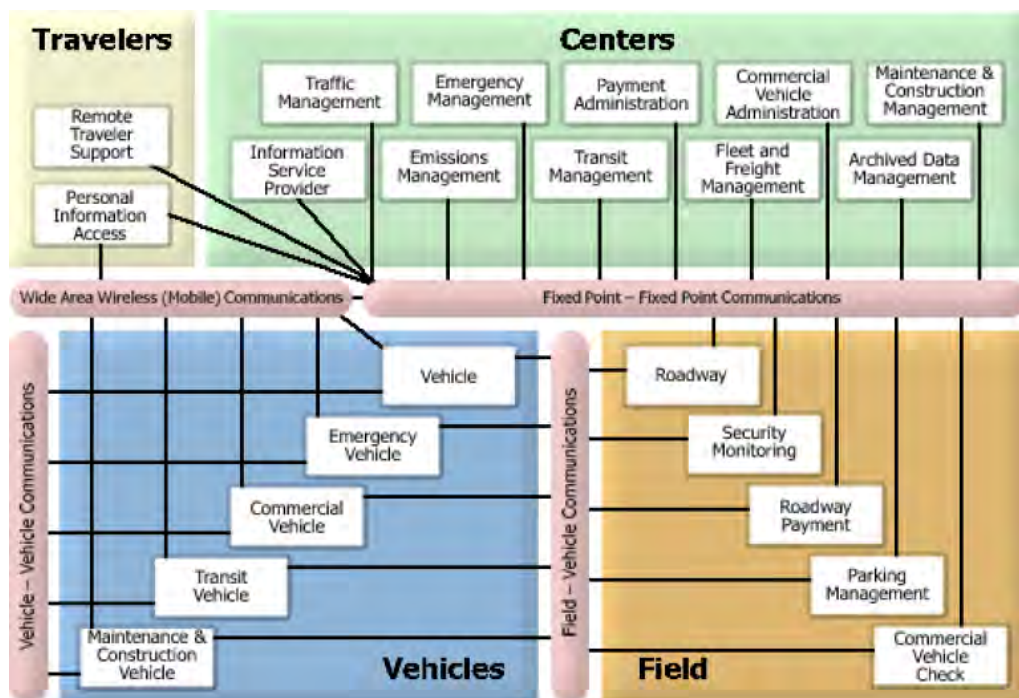 Travelers
Centers
Remote
Traveler
Support
Personal
Information
Access
Traffic
Management
Emergency
Management
Payment
Administration
Commercial
Vehicle
Administration
Maintenance &
Construction
Management
Information
Service
Provider
Emissions
Management
Transit
Management
Fleet and
Freight
Management
Archived Data
Management
Wide Area Wireless (Mobile) Communications
Fixed Point – Fixed Point Communications
Vehicle – Vehicle Communications
Vehicle
Emergency
Vehicle
Commercial
Vehicle
Transit
Vehicle
Maintenance &
Construction
Vehicle
Vehicles
Field – Vehicle Communications
Roadway
Security
Monitoring
Roadway
Payment
Parking
Management
Commercial
Vehicle
Check
Field